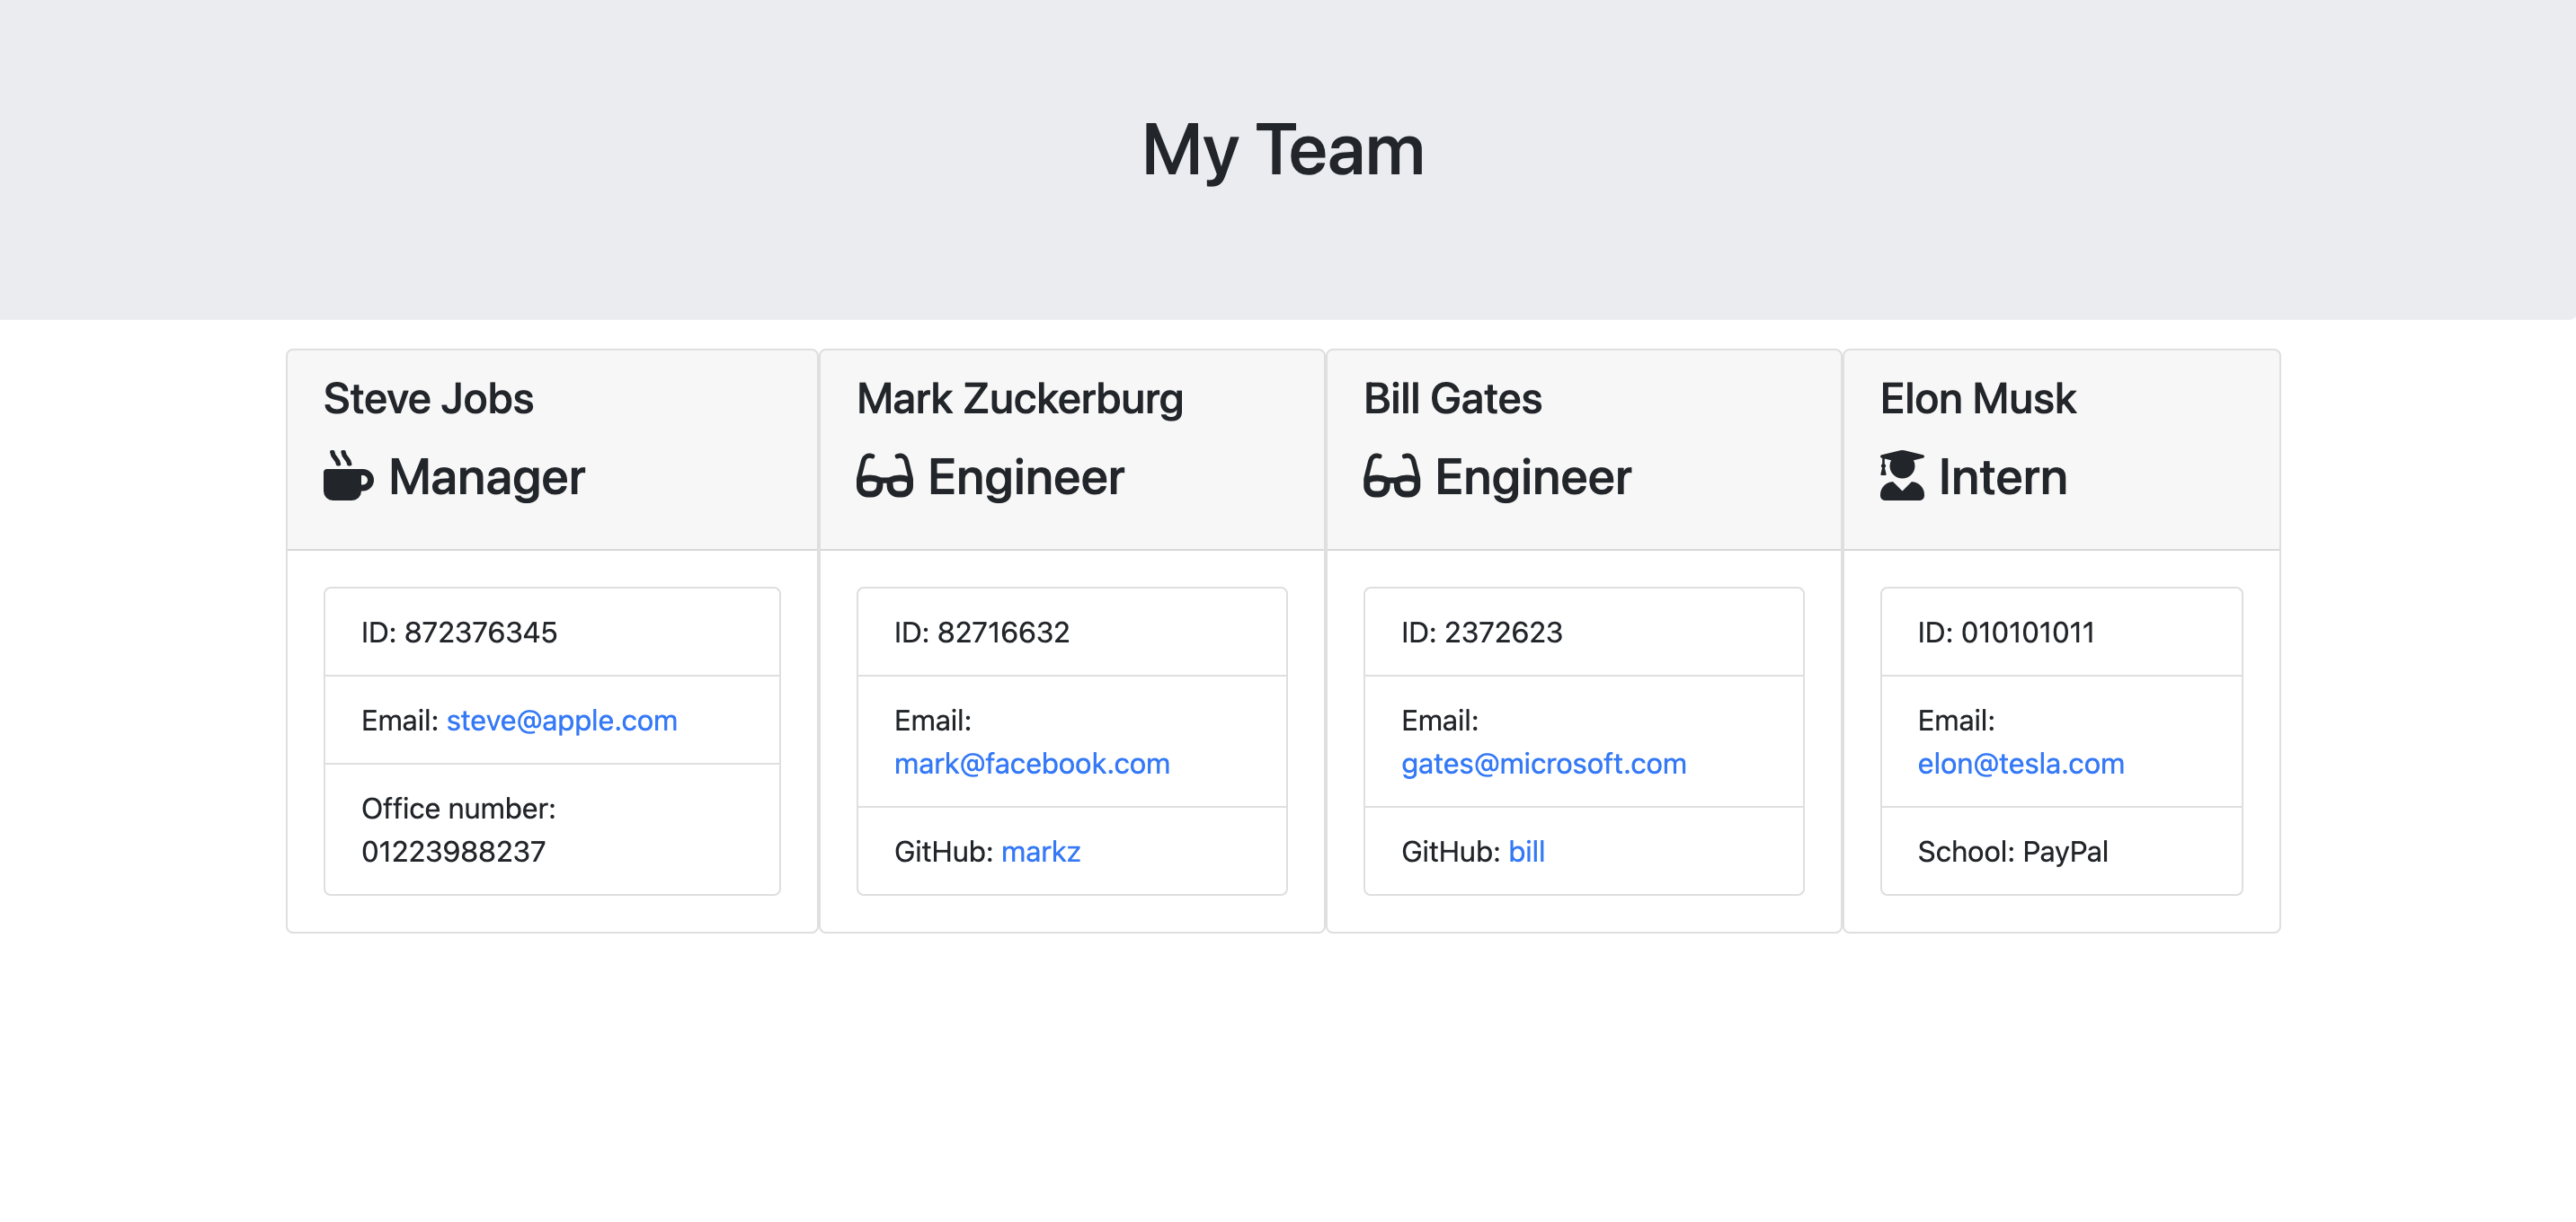 My Team
Steve Jobs
Manager
ID: 872376345
Email: steve@apple.com
Office number:
01223988237
Mark Zuckerburg
Engineer
ID: 82716632
Email:
mark@facebook.com
GitHub: markz
Bill Gates
Engineer
ID: 2372623
Email:
gates@microsoft.com
GitHub: bill
Elon Musk
Intern
ID: 010101011
Email:
elon@tesla.com
School: PayPal